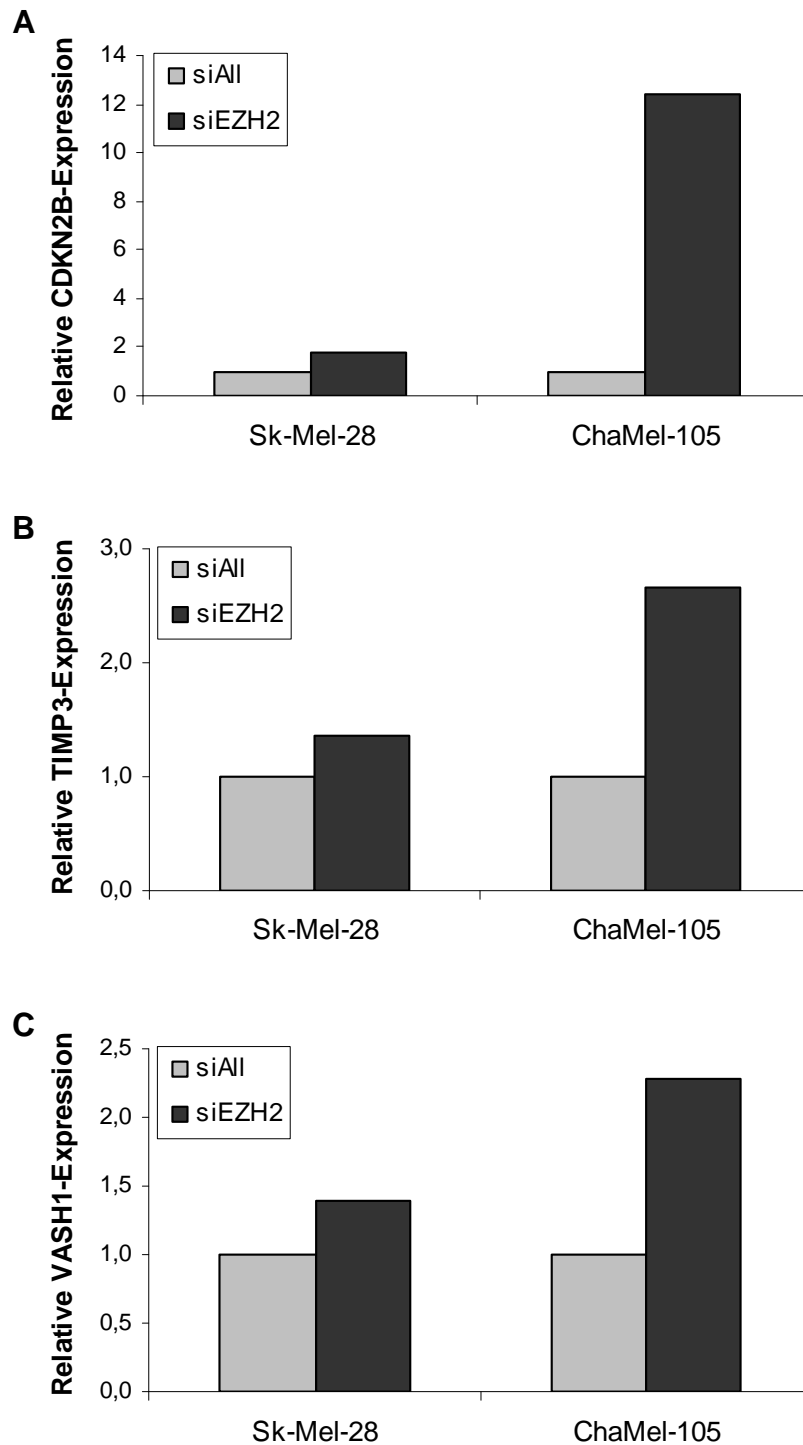 A
Relative CDKN2B-Expression
14
12
10
8
6
4
2
0
siAll
siEZH2
Sk-Mel-28
ChaMel-105
B
Relative TIMP3-Expression
3,0
2,0
1,0
0,0
siAll
siEZH2
Sk-Mel-28
ChaMel-105
C
Relative VASH1-Expression
2,5
2,0
1,5
1,0
0,5
0,0
siAll
siEZH2
Sk-Mel-28
ChaMel-105